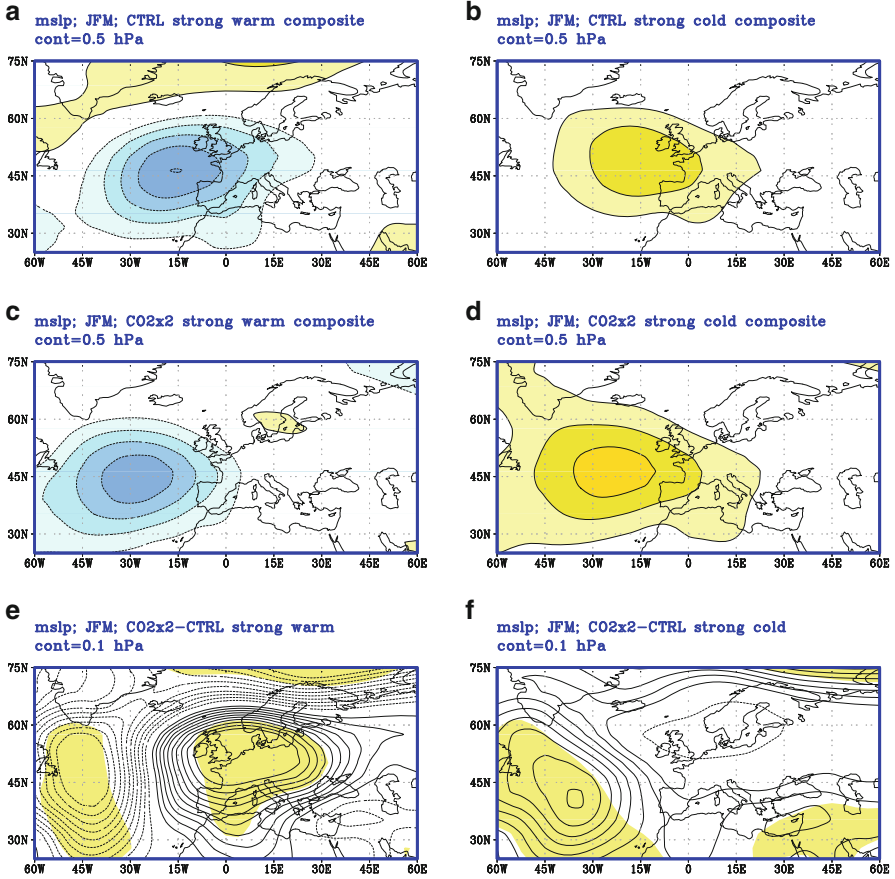 a
mslp; JFM; CTRL strong warm composite
cont=0.5 hPa
75N
60N
45N
30N
60W 45W 30W 15W 0 15E 30E 45E 60E
b
mslp; JFM; CTRL strong cold composite
cont=0.5 hPa
75N
60N
45N
30N
60W 45W 30W 15W 0 15E 30E 45E 60E
c
mslp; JFM; CO2x2 strong warm composite
cont=0.5 hPa
75N
60N
45N
30N
60W 45W 30W 15W 0 15E 30E 45E 60E
d
mslp; JFM; CO2x2 strong cold composite
cont=0.5 hPa
75N
60N
45N
30N
60W 45W 30W 15W 0 15E 30E 45E 60E
e
mslp; JFM; CO2x2-CTRL strong warm
cont=0.1 hPa
75N
60N
45N
30N
60W 45W 30W 15W 0 15E 30E 45E 60E
f
mslp; JFM; CO2x2-CTRL strong cold
cont=0.1 hPa
75N
60N
45N
30N
60W 45W 30W 15W 0 15E 30E 45E 60E